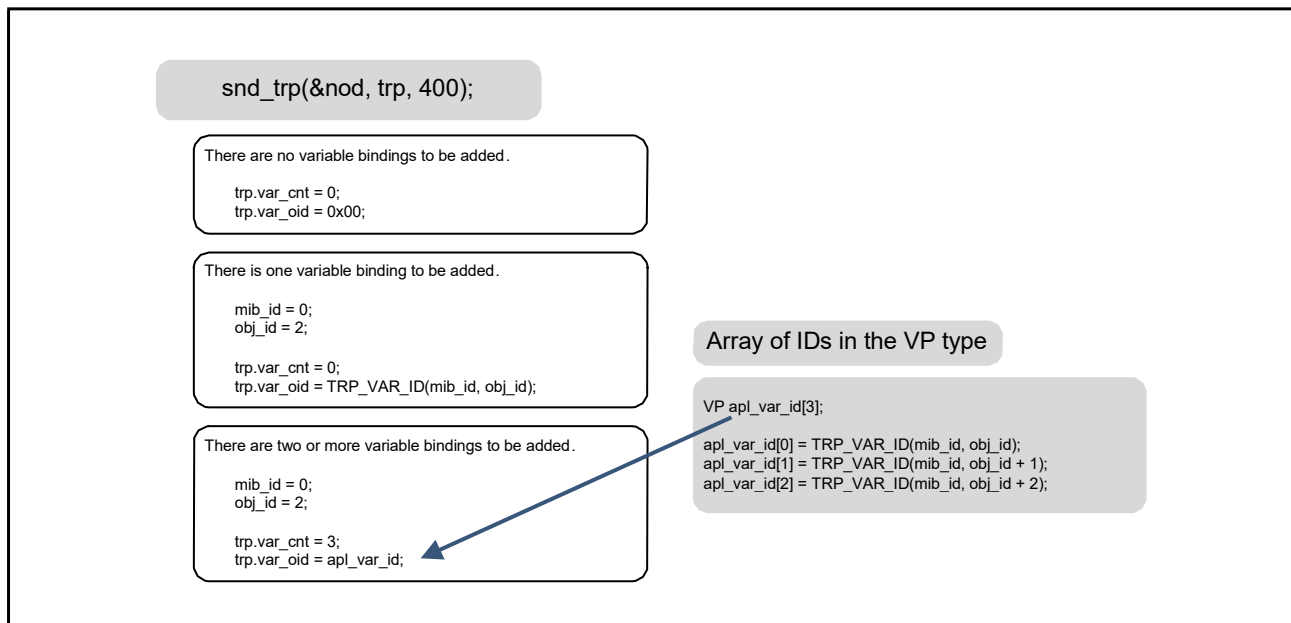 snd_trp(&nod, trp, 400);
There are no variable bindings to be added.
trp.var_cnt = 0;
trp.var_oid = 0x00;
There is one variable binding to be added.
mib_id = 0;
obj_id = 2;
trp.var_cnt = 0;
trp.var_oid = TRP_VAR_ID(mib_id, obj_id);
There are two or more variable bindings to be added.
mib_id = 0;
obj_id = 2;
trp.var_cnt = 3;
trp.var_oid = apl_var_id;
Array of IDs in the VP type
VP apl_var_id[3];
apl_var_id[0] = TRP_VAR_ID(mib_id, obj_id);
apl_var_id[1] = TRP_VAR_ID(mib_id, obj_id + 1);
apl_var_id[2] = TRP_VAR_ID(mib_id, obj_id + 2);